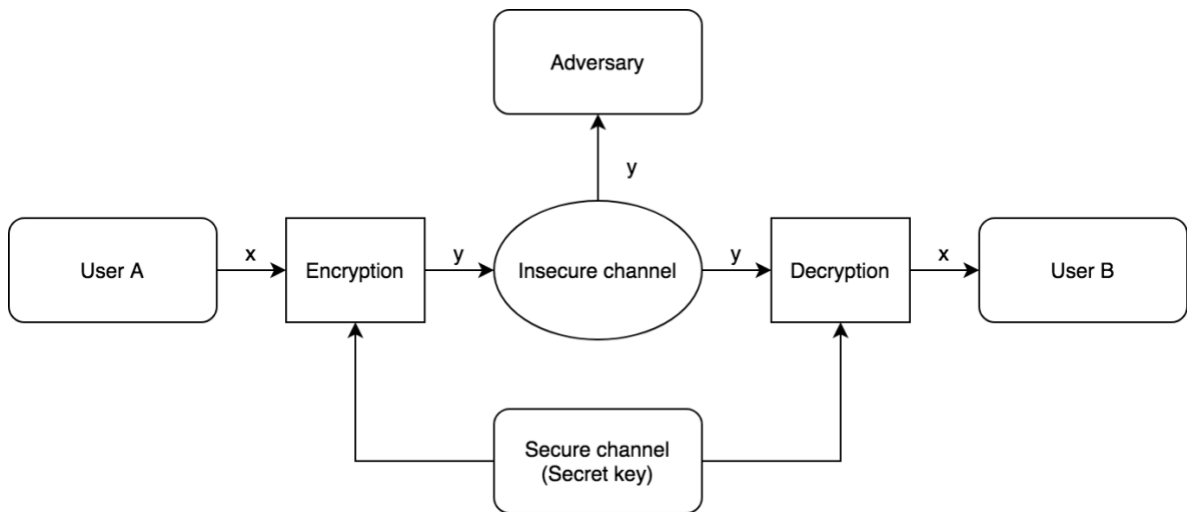 Adversary
y
User A
x
Encryption
y
Insecure channel
y
Decryption
x
User B
Secure channel
(Secret key)